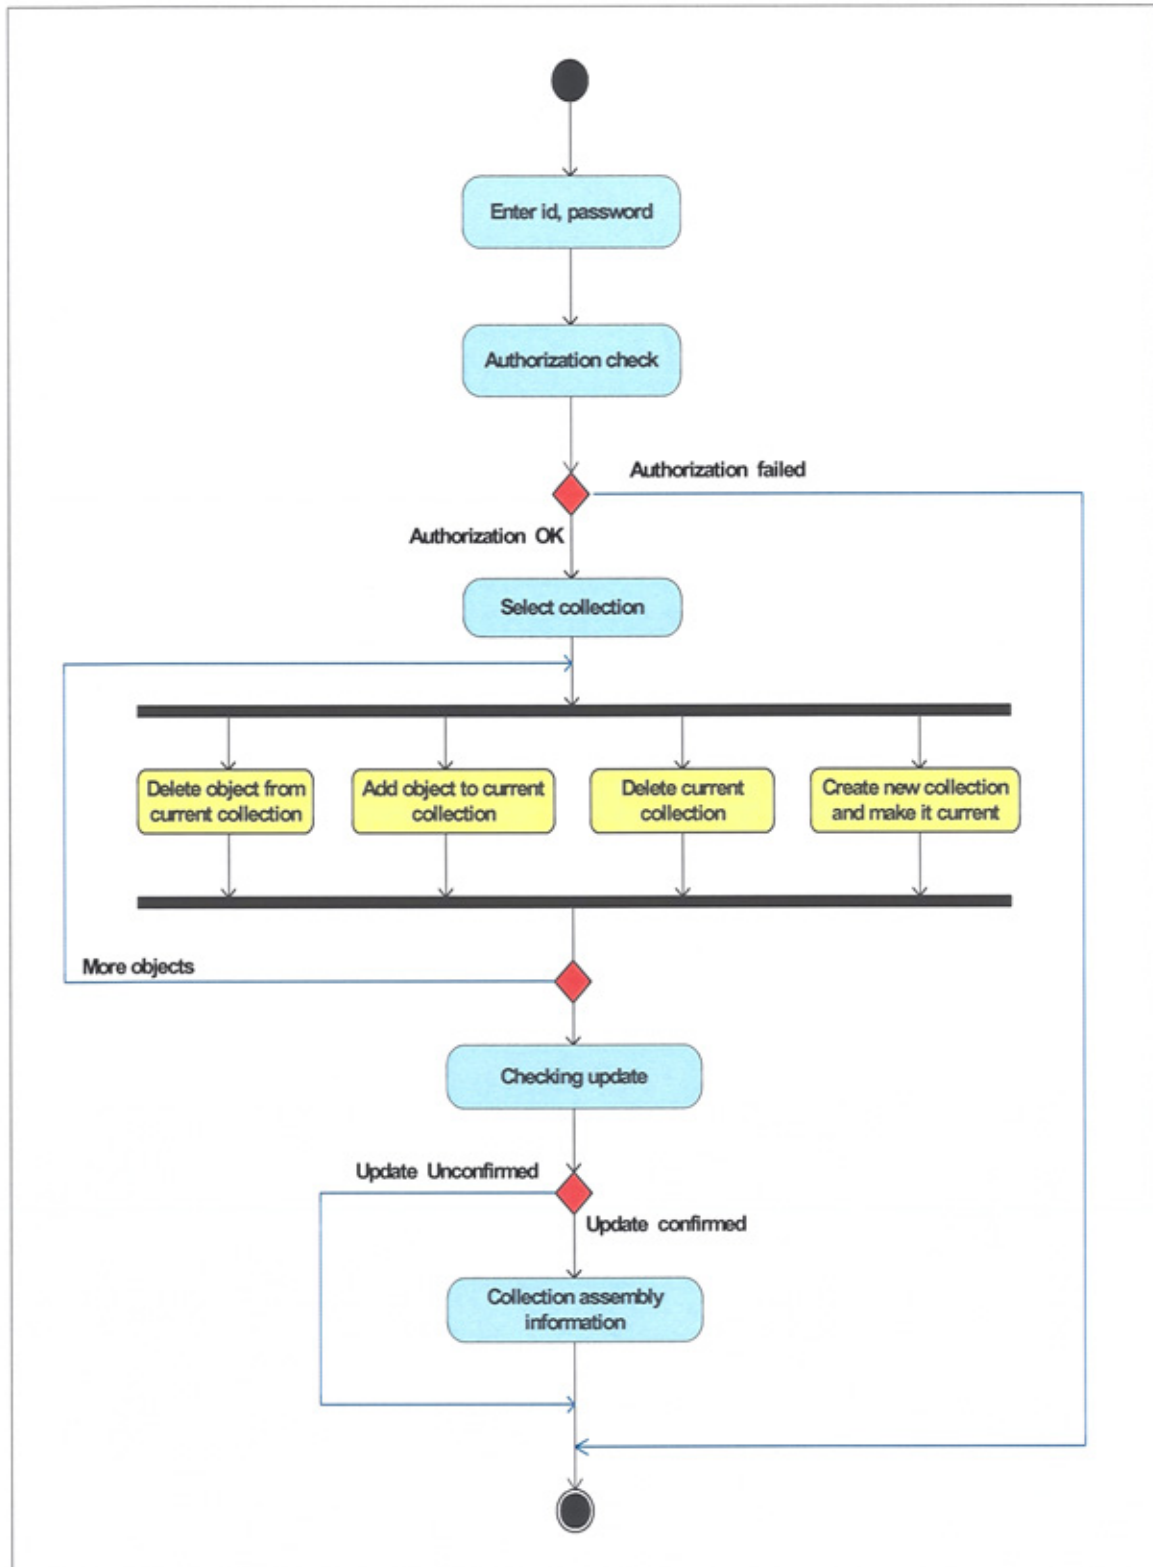 Enter id, password
Authorization check
Authorization failed
Authorization OK
Select collection
Delete object from
current collection
Add object to current
collection
Delete current
collection
Create new collection
and make it current
More objects
Checking update
Update Unconfirmed
Update confirmed
Collection assembly
information